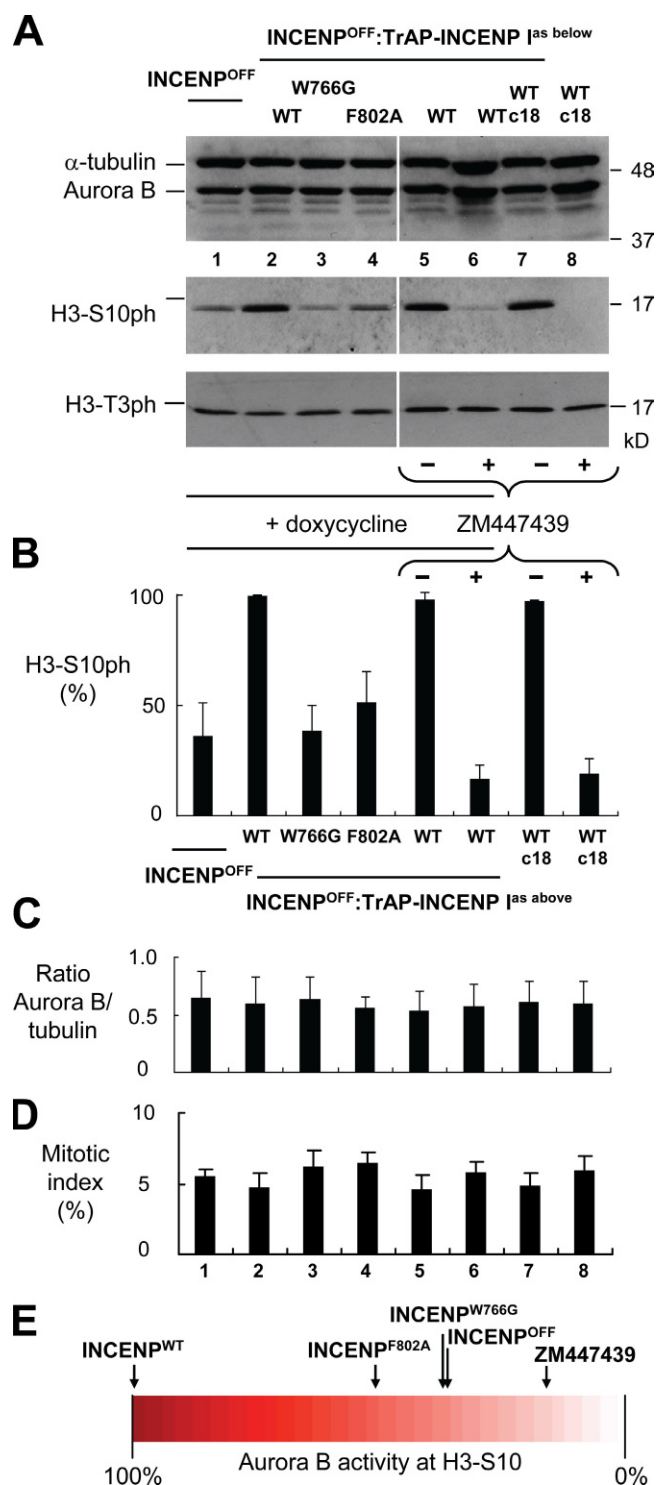 A
INCENP^OFF:TrAP-INCENP I^as below
INCENP^OFF
W766G
WT F802A WT WT WT c18 WT c18
α-tubulin
Aurora B
48
37
1 2 3 4 5 6 7 8
H3-S10ph
17
H3-T3ph
17
kD
– + – +
+ doxycycline ZM447439
B
– + – +
100
H3-S10ph
(%)
50
0
WT W766G F802A WT WT WT c18 WT c18
INCENP^OFF
INCENP^OFF:TrAP-INCENP I^as above
C
1.0
Ratio
Aurora B/
tubulin
0.5
0
D
10
Mitotic
index
(%)
5
0
1 2 3 4 5 6 7 8
E
INCENP^W766G
INCENP^WT INCENP^F802A INCENP^OFF ZM447439
Aurora B activity at H3-S10
100% 0%